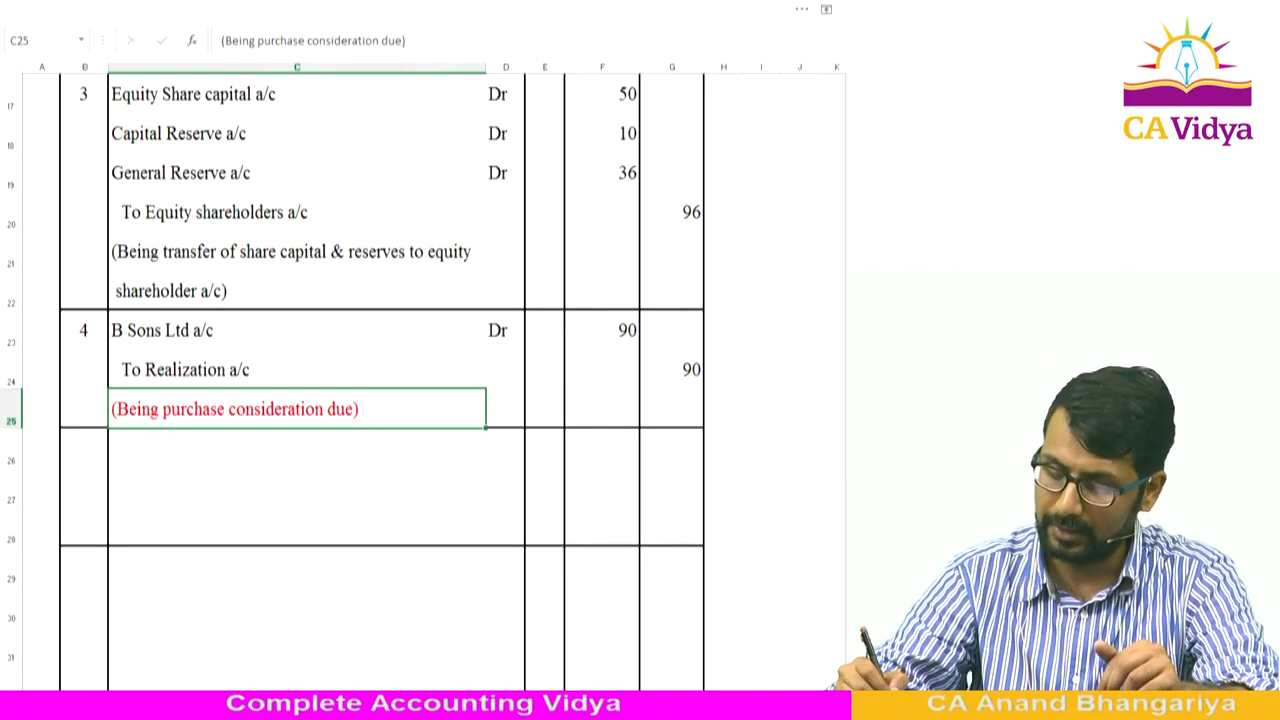 C25
fx
(Being purchase consideration due)
A B C D E F G H I J K
17 3 Equity Share capital a/c Dr 50
18 Capital Reserve a/c Dr 10
19 General Reserve a/c Dr 36
20 To Equity shareholders a/c 96
21 (Being transfer of share capital & reserves to equity
22 shareholder a/c)
23 4 B Sons Ltd a/c Dr 90
24 To Realization a/c 90
25 (Being purchase consideration due)
26
27
28
29
30
31
CA Vidya
Complete Accounting Vidya
CA Anand Bhangariya